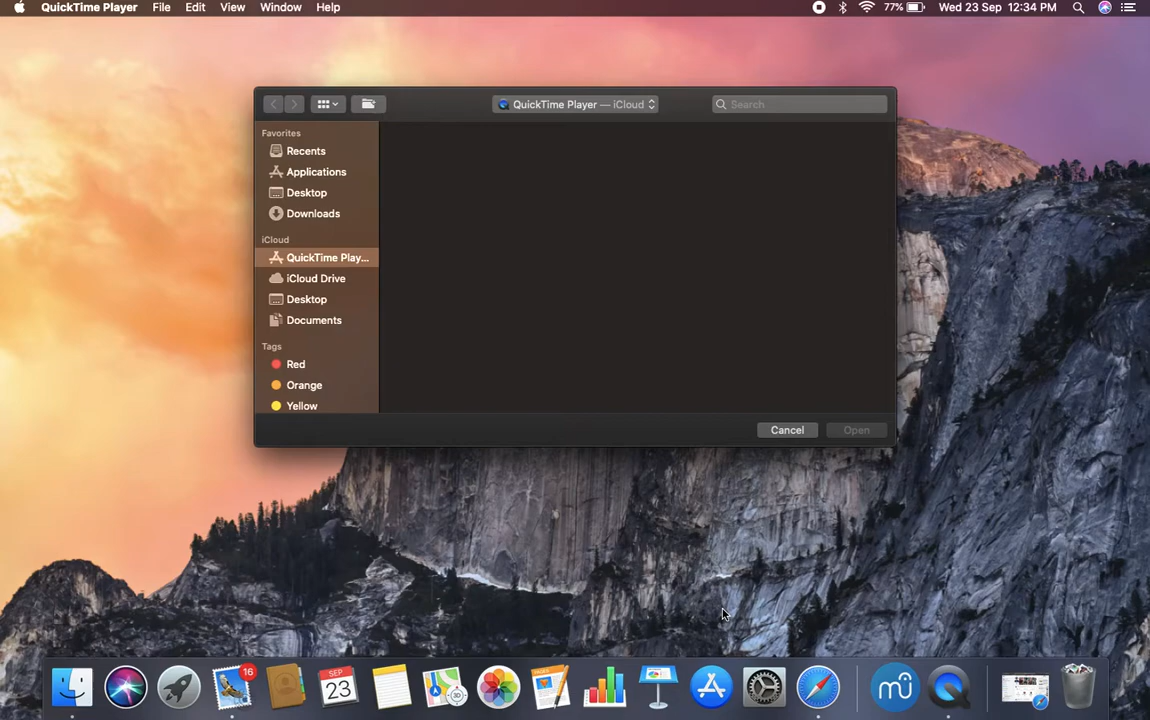 QuickTime Player File Edit View Window Help 77% Wed 23 Sep 12:34 PM
QuickTime Player — iCloud Search
Favorites
Recents
Applications
Desktop
Downloads
iCloud
QuickTime Play...
iCloud Drive
Desktop
Documents
Tags
Red
Orange
Yellow
Cancel Open
16
SEP
23